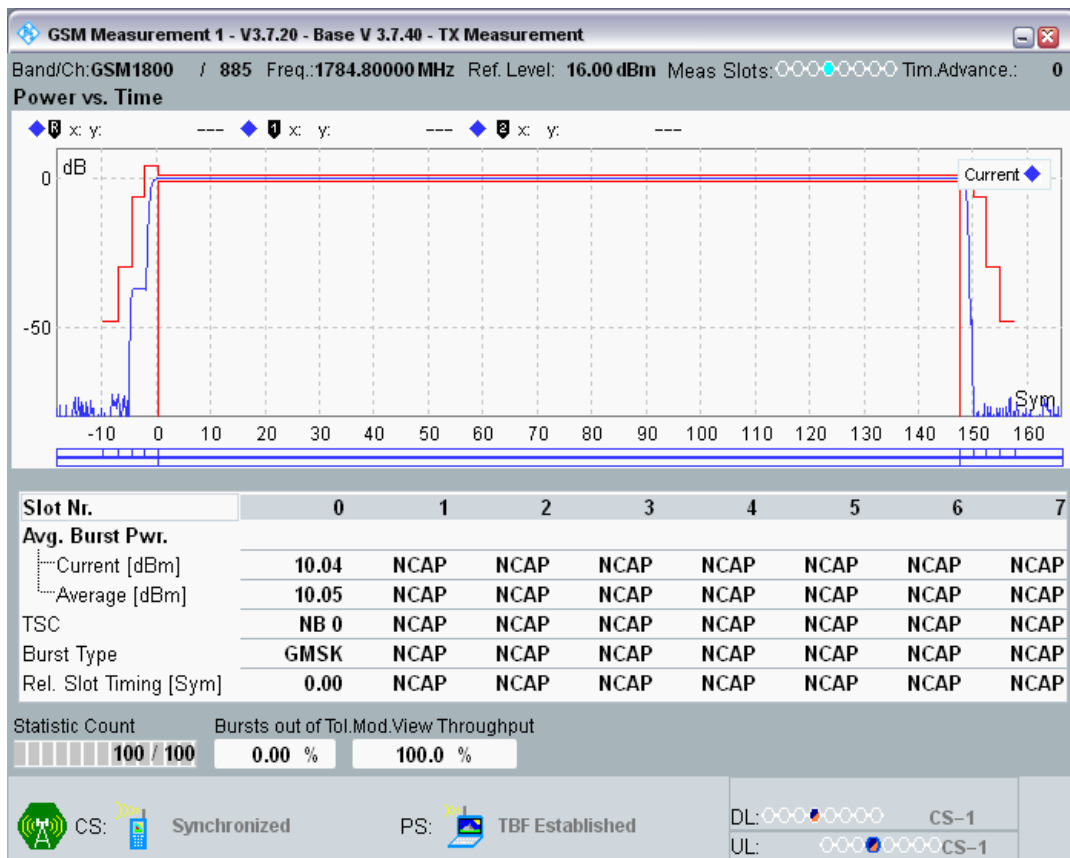 GSM Measurement 1 - V3.7.20 - Base V 3.7.40 - TX Measurement
Band/Ch:GSM1800 / 885 Freq.:1784.80000 MHz Ref. Level: 16.00 dBm Meas Slots: Tim.Advance.: 0
Power vs. Time
R x: y: --- 1 x: y: --- 2 x: y: ---
dB
Current
0
-50
Sym
-10 0 10 20 30 40 50 60 70 80 90 100 110 120 130 140 150 160
Slot Nr. 0 1 2 3 4 5 6 7
Avg. Burst Pwr.
Current [dBm] 10.04 NCAP NCAP NCAP NCAP NCAP NCAP NCAP
Average [dBm] 10.05 NCAP NCAP NCAP NCAP NCAP NCAP NCAP
TSC NB 0 NCAP NCAP NCAP NCAP NCAP NCAP NCAP
Burst Type GMSK NCAP NCAP NCAP NCAP NCAP NCAP NCAP
Rel. Slot Timing [Sym] 0.00 NCAP NCAP NCAP NCAP NCAP NCAP NCAP
Statistic Count Bursts out of Tol.Mod.View Throughput
100 / 100 0.00 % 100.0 %
CS: Synchronized PS: TBF Established
DL: CS-1
UL: CS-1